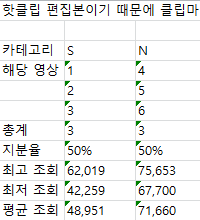 핫클립 편집본이기 때문에 클립마
카테고리 S N
해당 영상 1 4
2 5
3 6
총계 3 3
지분율 50% 50%
최고 조회 62,019 75,653
최저 조회 42,259 67,700
평균 조회 48,951 71,660